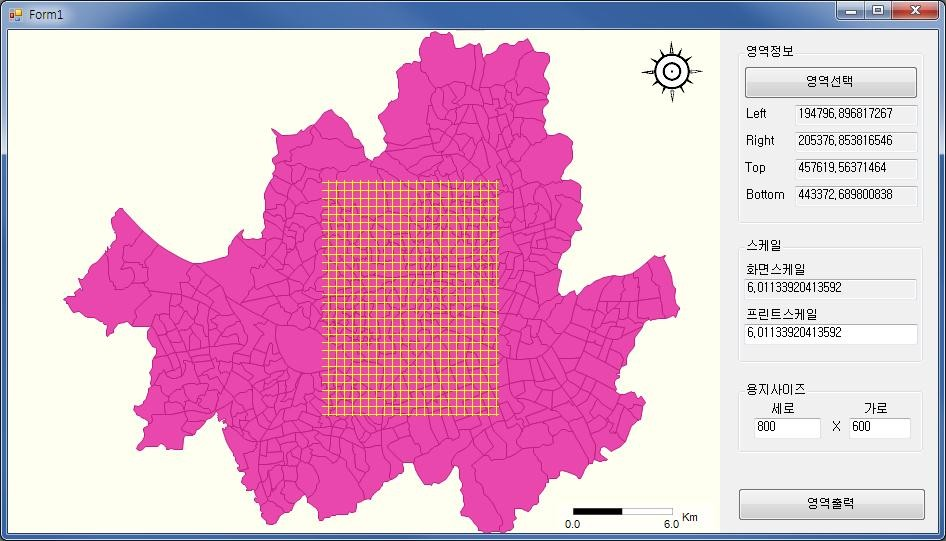 Form1
영역정보
영역선택
Left 194796,896817267
Right 205376,853816546
Top 457619,56371464
Bottom 443372,689800838
스케일
화면스케일
6,01133920413592
프린트스케일
6,01133920413592
용지사이즈
세로 가로
800 X 600
영역출력
0.0 6.0 Km